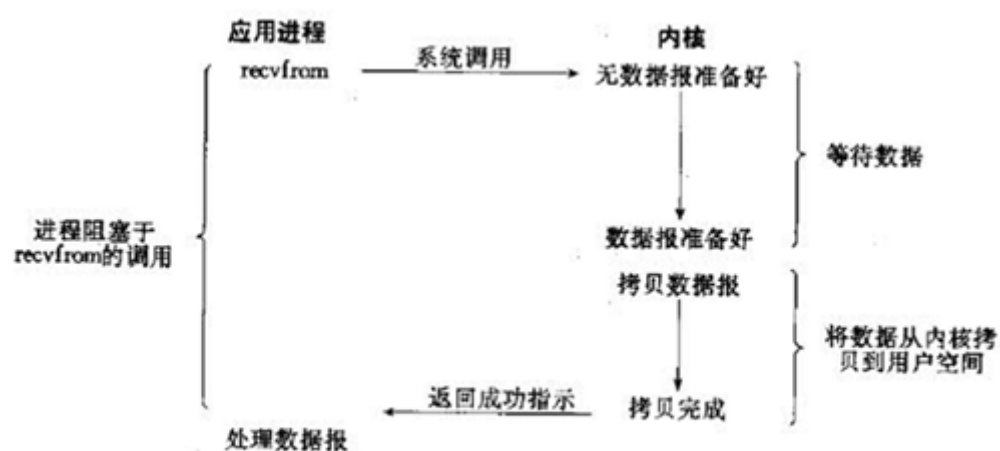 应用进程
内核
recvfrom
系统调用
无数据报准备好
等待数据
进程阻塞于
recvfrom的调用
数据报准备好
拷贝数据报
将数据从内核拷
贝到用户空间
返回成功指示
拷贝完成
处理数据报